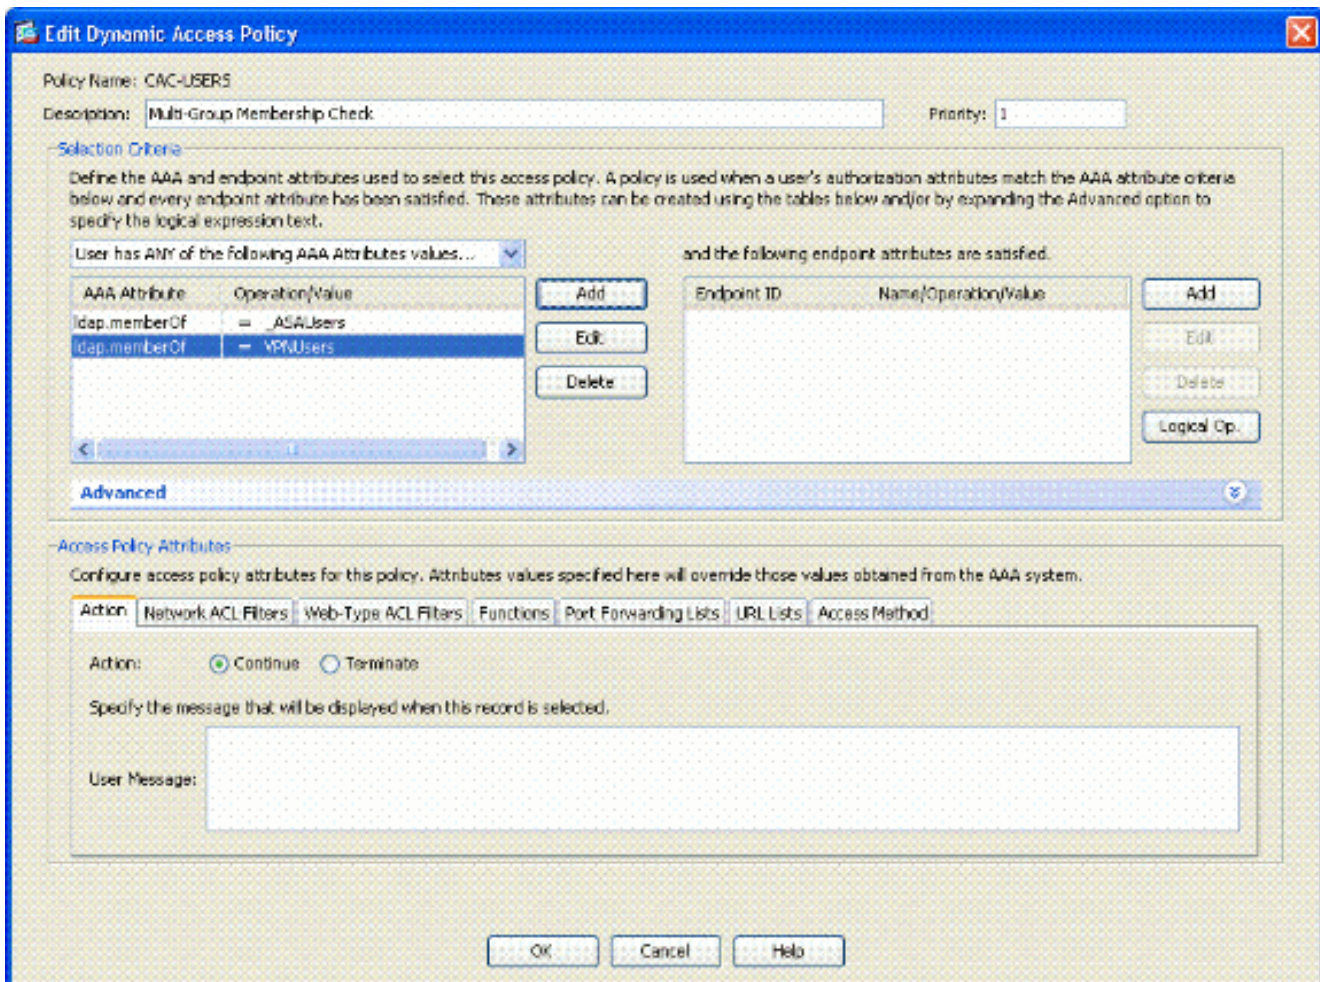 Edit Dynamic Access Policy
Policy Name: CAC-USERS
Description: Multi-Group Membership Check Priority: 1
Selection Criteria
Define the AAA and endpoint attributes used to select this access policy. A policy is used when a user's authorization attributes match the AAA attribute criteria
below and every endpoint attribute has been satisfied. These attributes can be created using the tables below and/or by expanding the Advanced option to
specify the logical expression text.
User has ANY of the following AAA Attributes values... and the following endpoint attributes are satisfied.
AAA Attribute Operation/Value Add Endpoint ID Name/Operation/Value Add
ldap.memberOf = _ASAUsers
Edit Edit
ldap.memberOf = VPNUsers
Delete Delete
Logical Op.
Advanced
Access Policy Attributes
Configure access policy attributes for this policy. Attributes values specified here will override those values obtained from the AAA system.
Action Network ACL Filters Web-Type ACL Filters Functions Port Forwarding Lists URL Lists Access Method
Action: Continue Terminate
Specify the message that will be displayed when this record is selected.
User Message:
OK Cancel Help